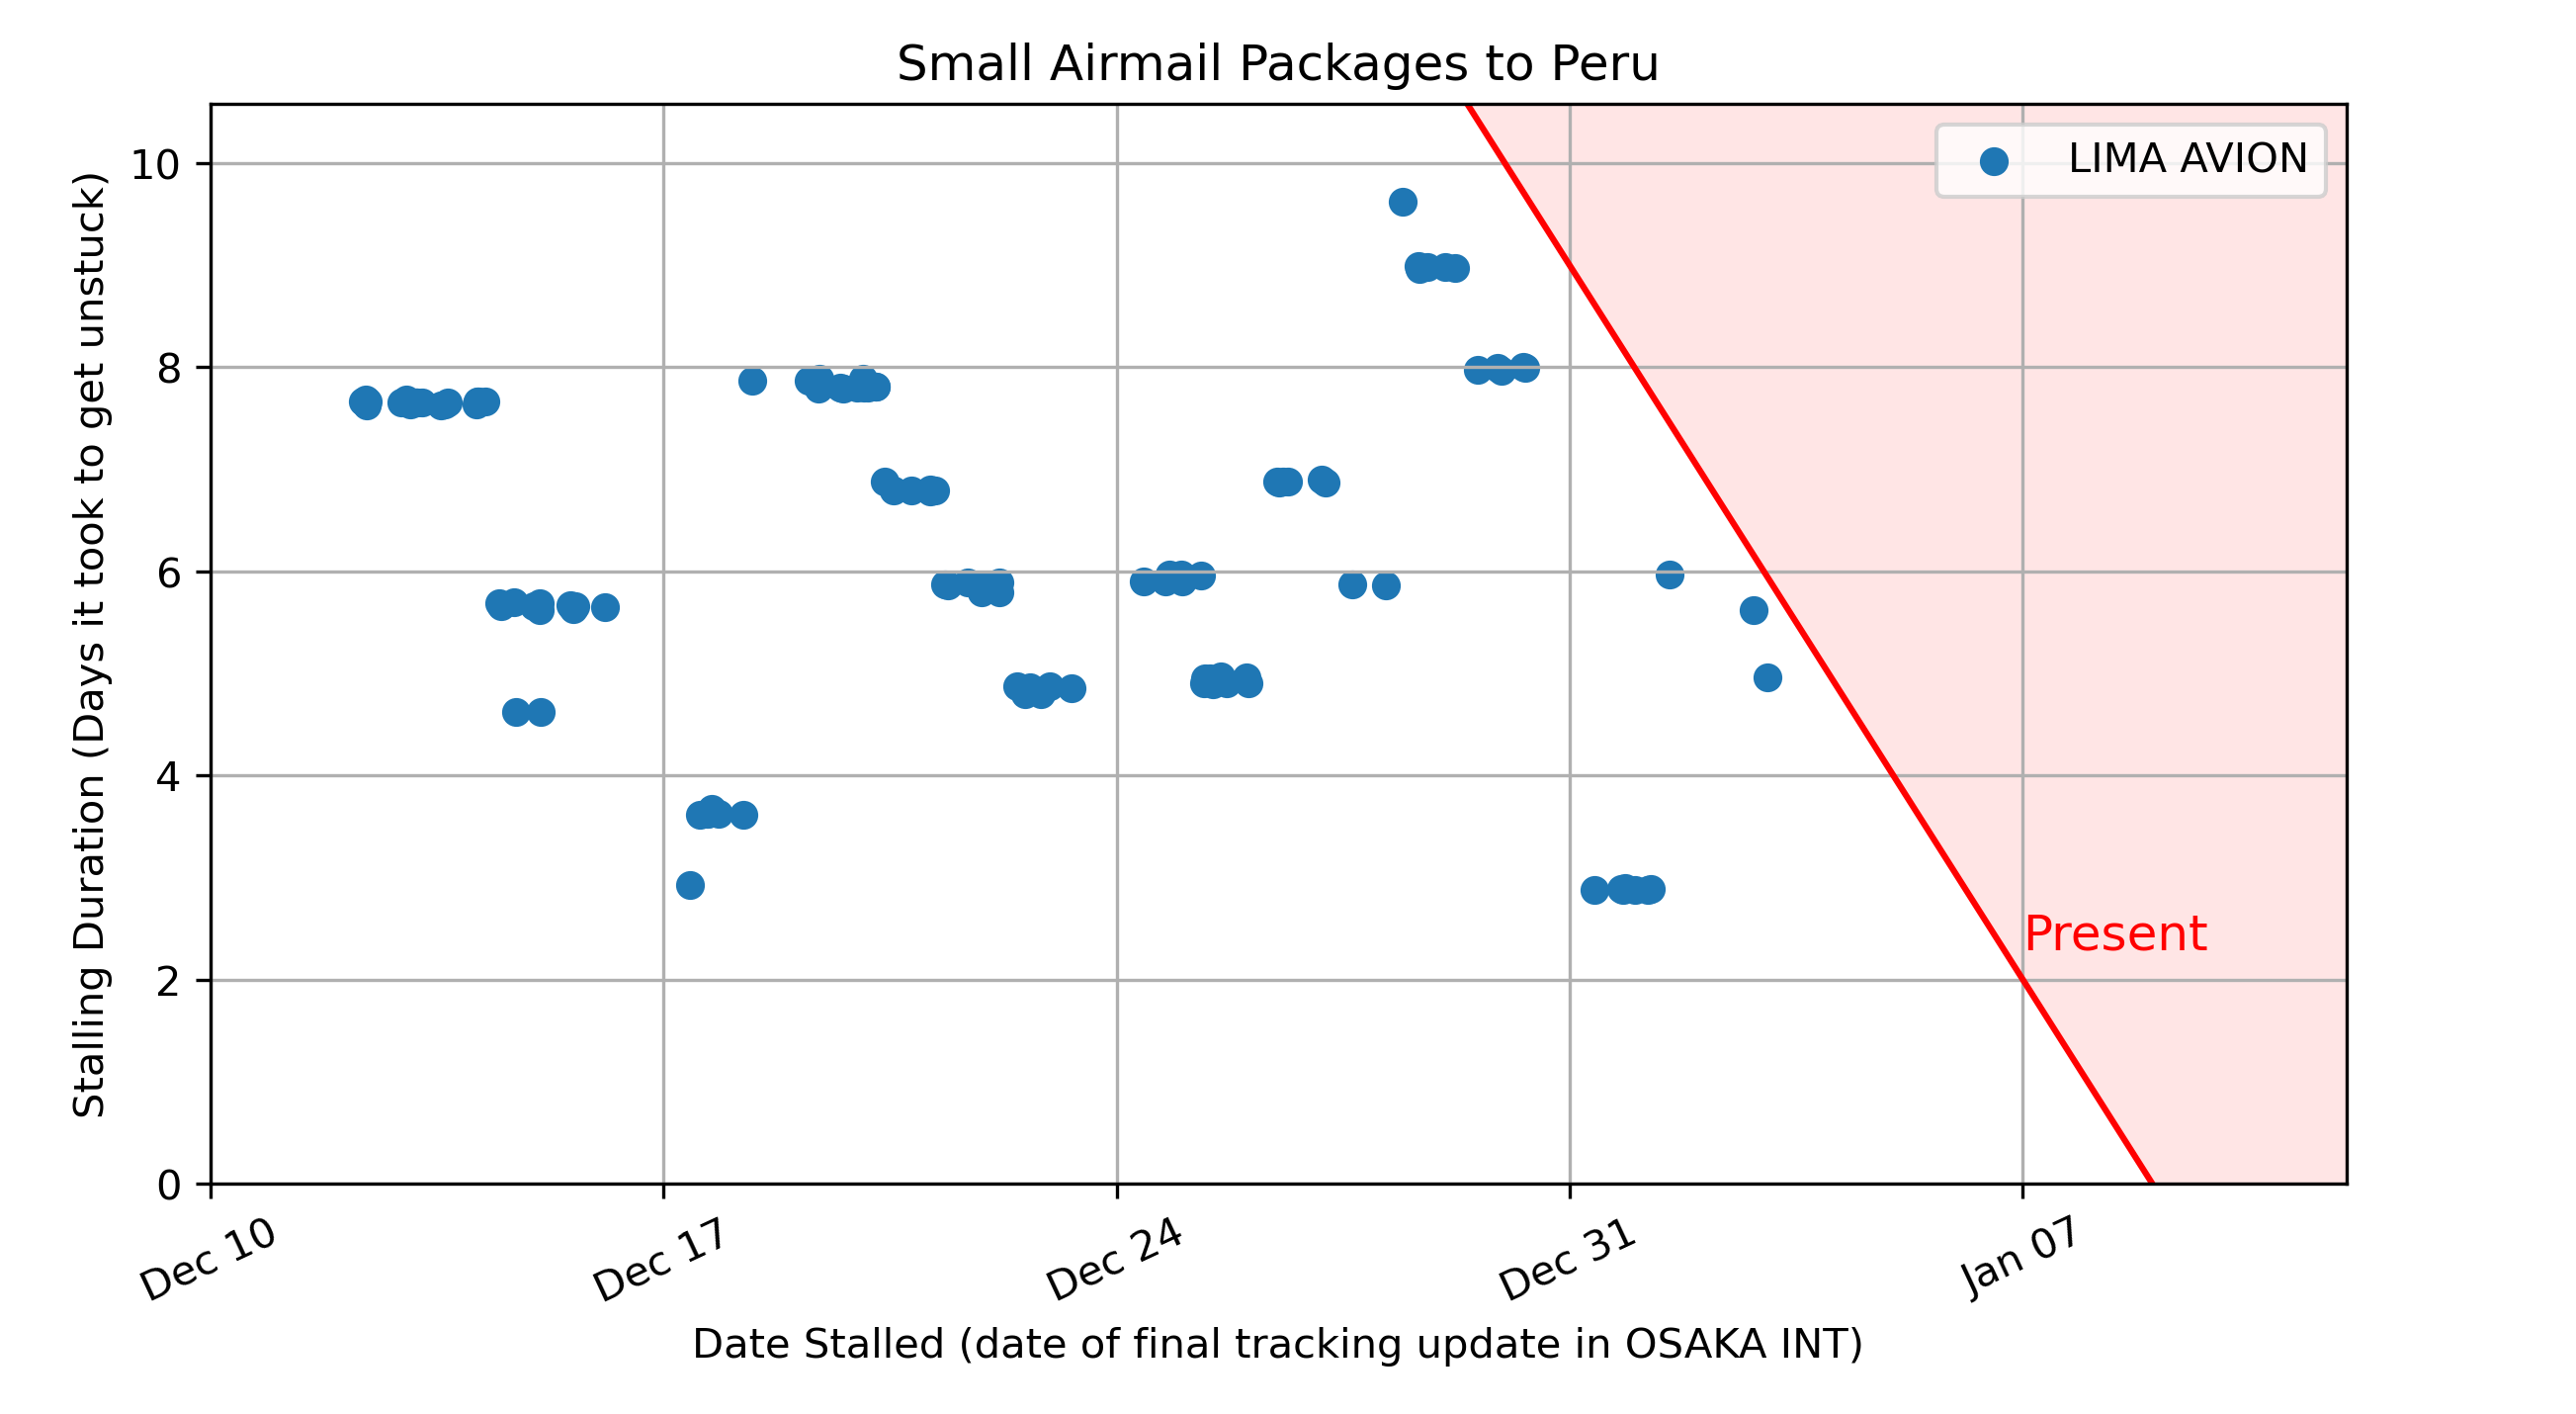 Small Airmail Packages to Peru
LIMA AVION
Stalling Duration (Days it took to get unstuck)
10
8
6
4
2
0
Present
Dec 10
Dec 17
Dec 24
Dec 31
Jan 07
Date Stalled (date of final tracking update in OSAKA INT)